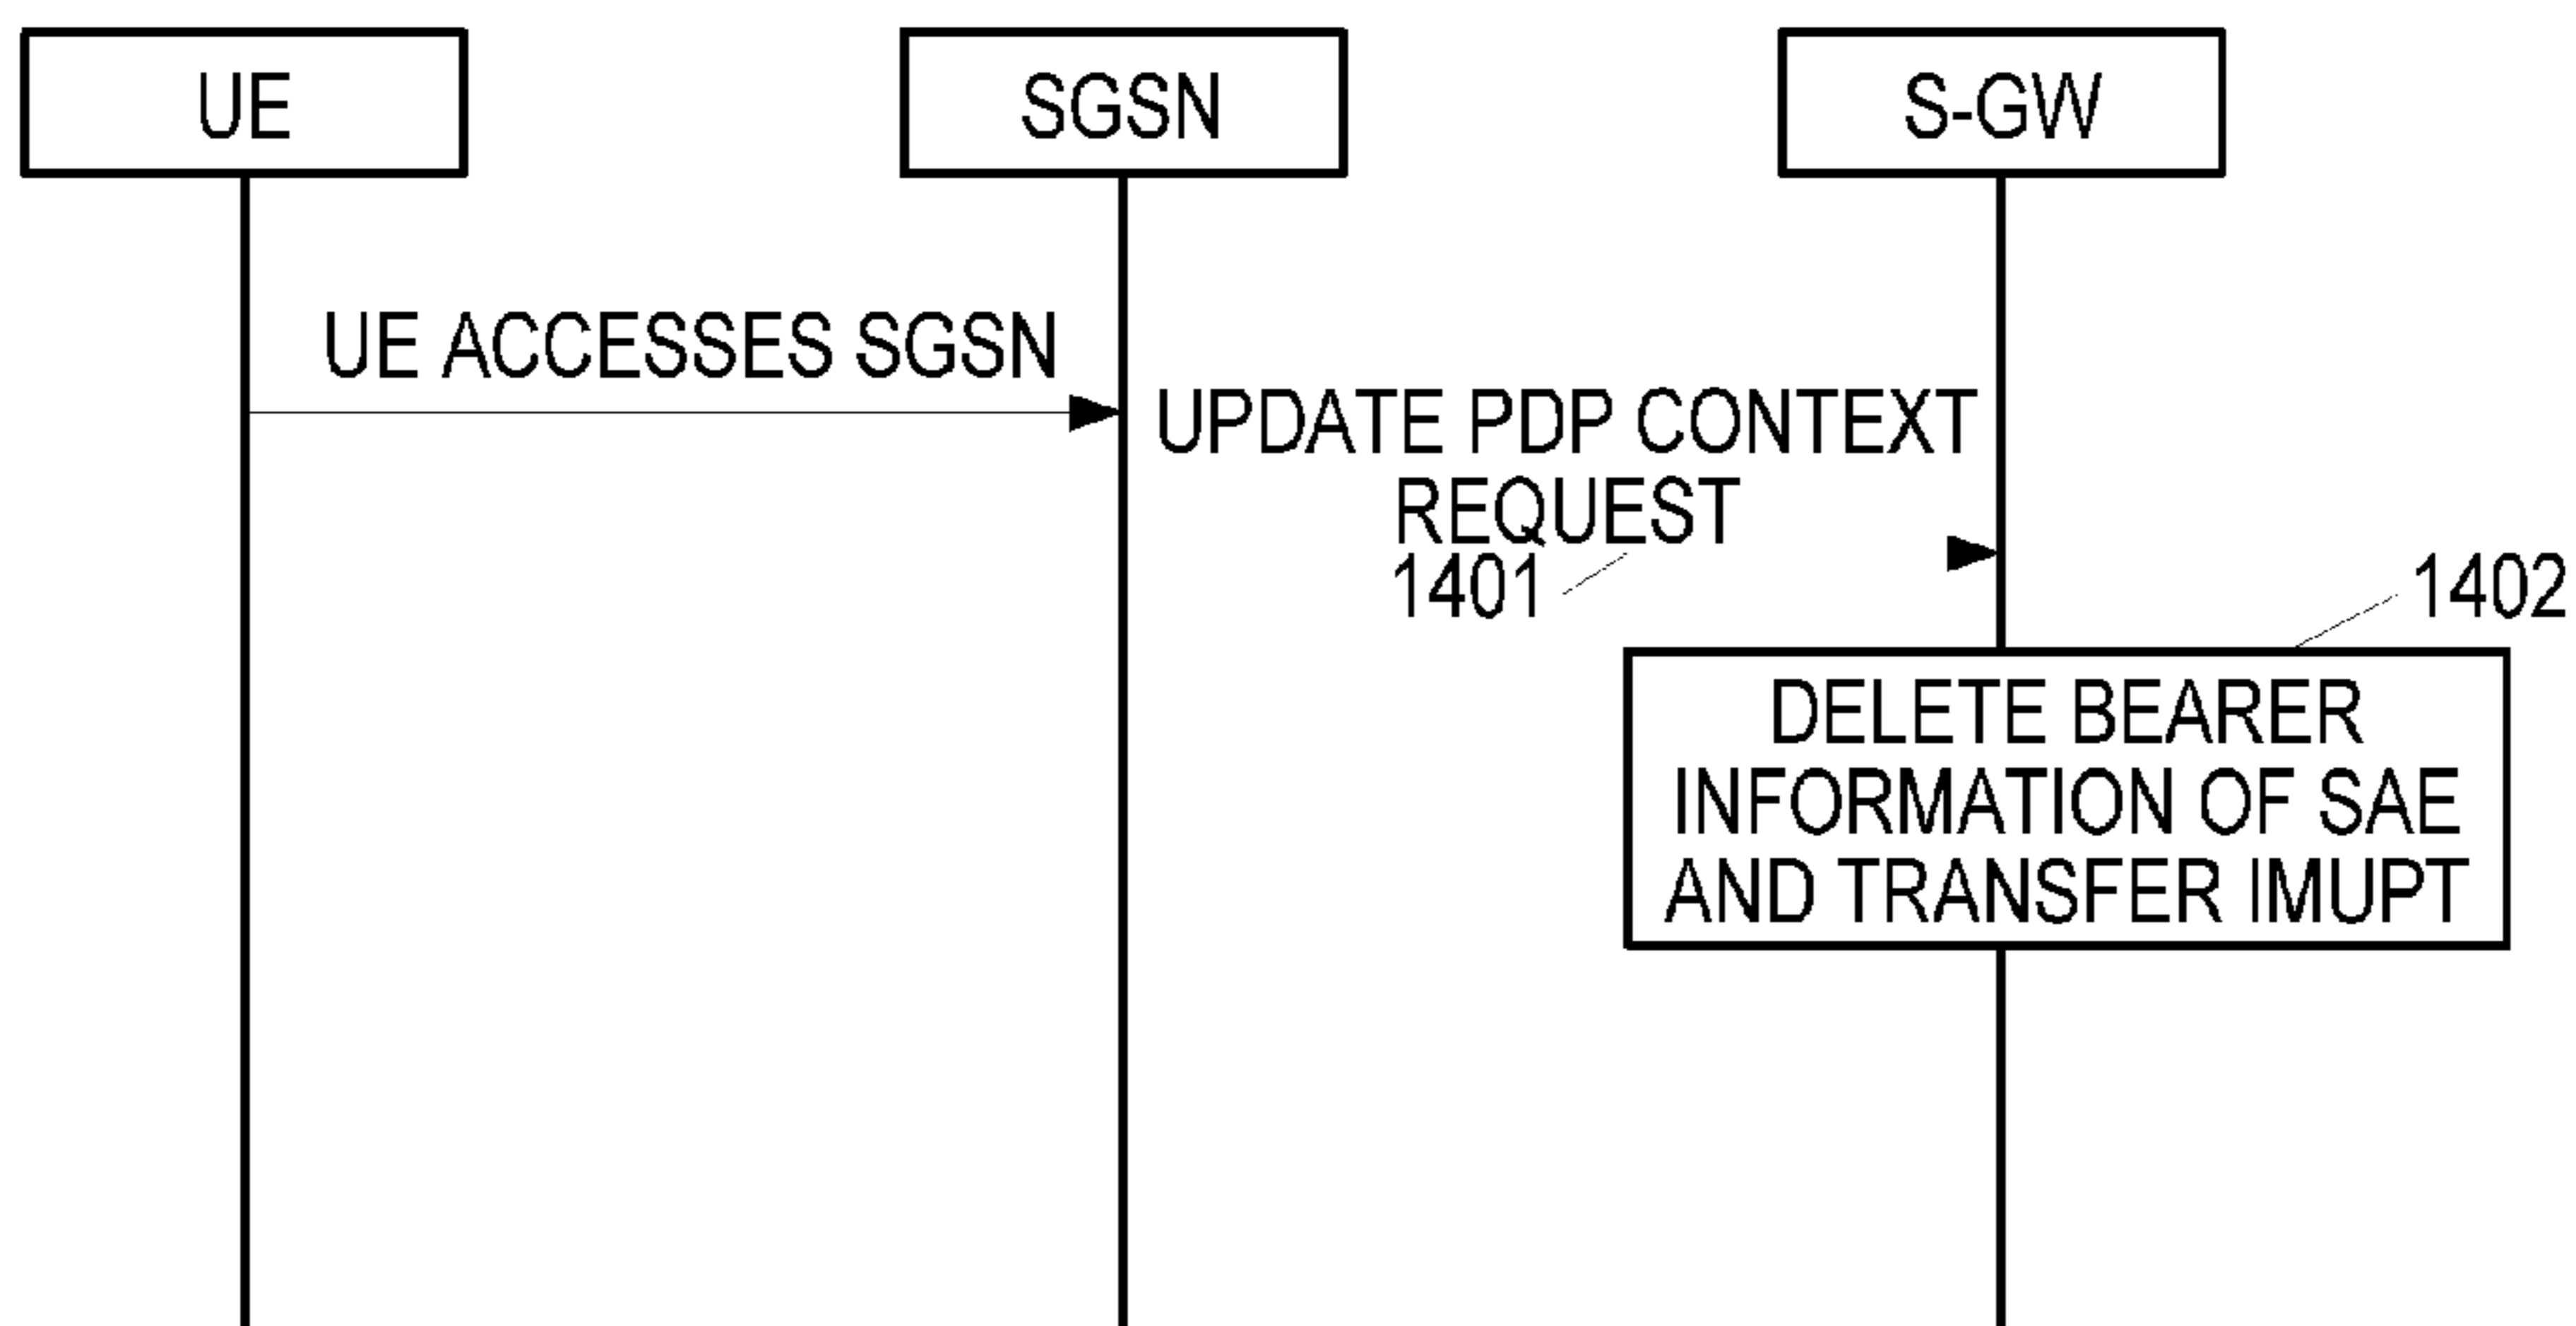 UE
SGSN
S-GW
UE ACCESSES SGSN
UPDATE PDP CONTEXT
REQUEST
1401
1402
DELETE BEARER
INFORMATION OF SAE
AND TRANSFER IMUPT